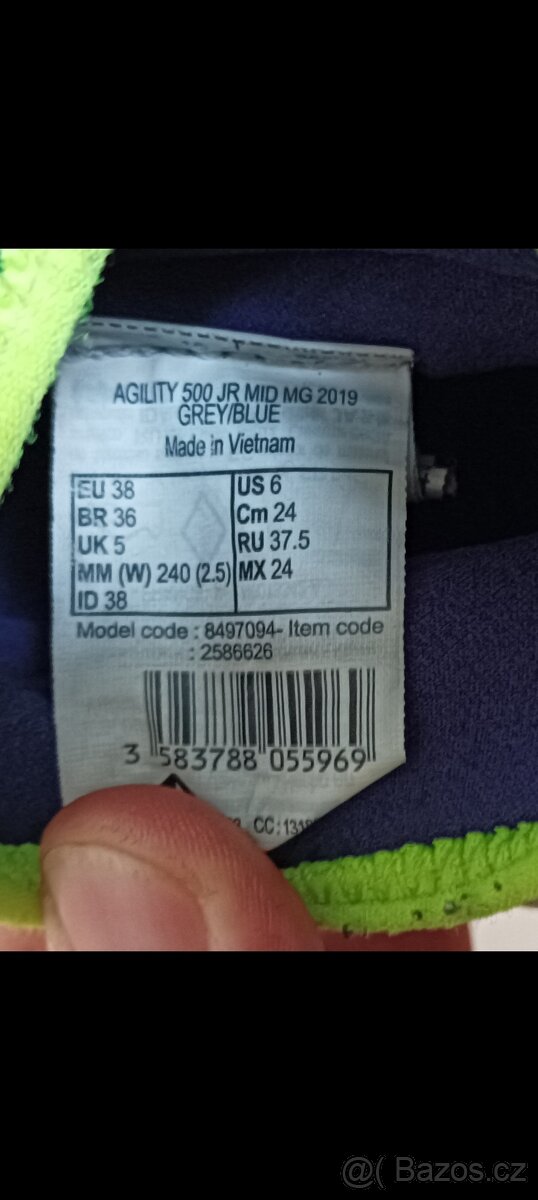 AGILITY 500 JR MID MG 2019
GREY/BLUE
Made in Vietnam
EU 38
BR 36
UK 5
MM (W) 240 (2.5)
ID 38
US 6
Cm 24
RU 37.5
MX 24
Model code : 8497094- Item code
: 2586626
3 583788 055969
CC:131
@( Bazos.cz